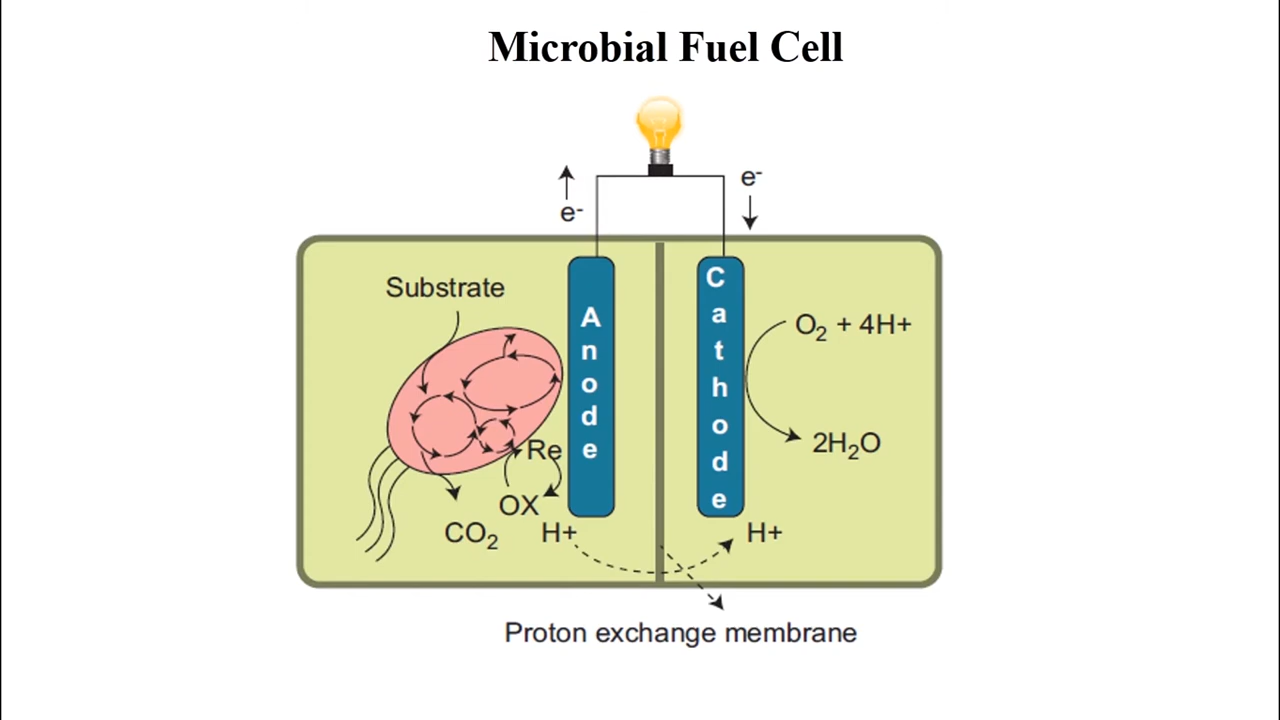 Microbial Fuel Cell
e-
e-
Substrate
Anode
Cathode
O₂ + 4H+
2H₂O
Re
OX
CO₂
H+
H+
Proton exchange membrane